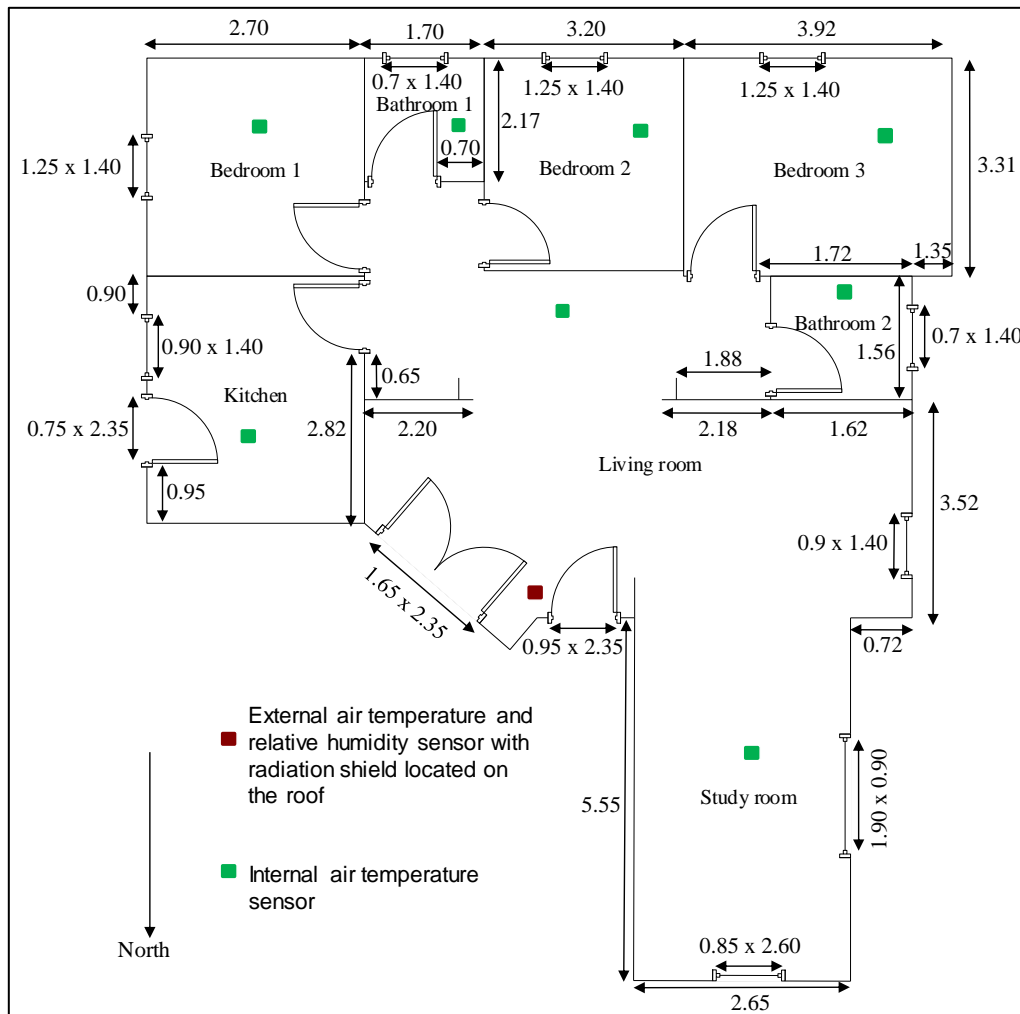 2.70
1.70
3.20
3.92
0.7 x 1.40
1.25 x 1.40
1.25 x 1.40
Bathroom 1
2.17
1.25 x 1.40
0.70
Bedroom 1
Bedroom 2
Bedroom 3
3.31
1.72
1.35
0.90
0.90 x 1.40
Bathroom 2
0.7 x 1.40
1.88
1.56
0.65
Kitchen
0.75 x 2.35
2.82
2.20
2.18
1.62
Living room
0.95
3.52
0.9 x 1.40
1.65 x 2.35
0.95 x 2.35
0.72
External air temperature and
relative humidity sensor with
radiation shield located on
the roof
5.55
Study room
1.90 x 0.90
Internal air temperature
sensor
North
0.85 x 2.60
2.65